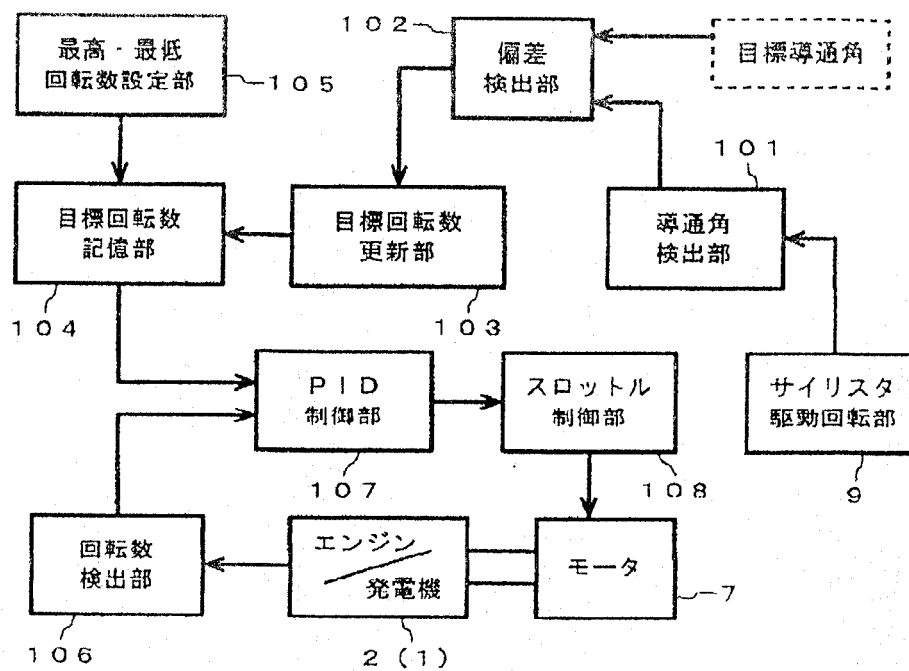 最高・最低
回転数設定部
105
102
偏差
検出部
目標導通角
101
導通角
検出部
目標回転数
記憶部
104
目標回転数
更新部
103
PID
制御部
107
スロットル
制御部
108
サイリスタ
駆動回転部
9
回転数
検出部
106
エンジン
発電機
2(1)
モータ
7